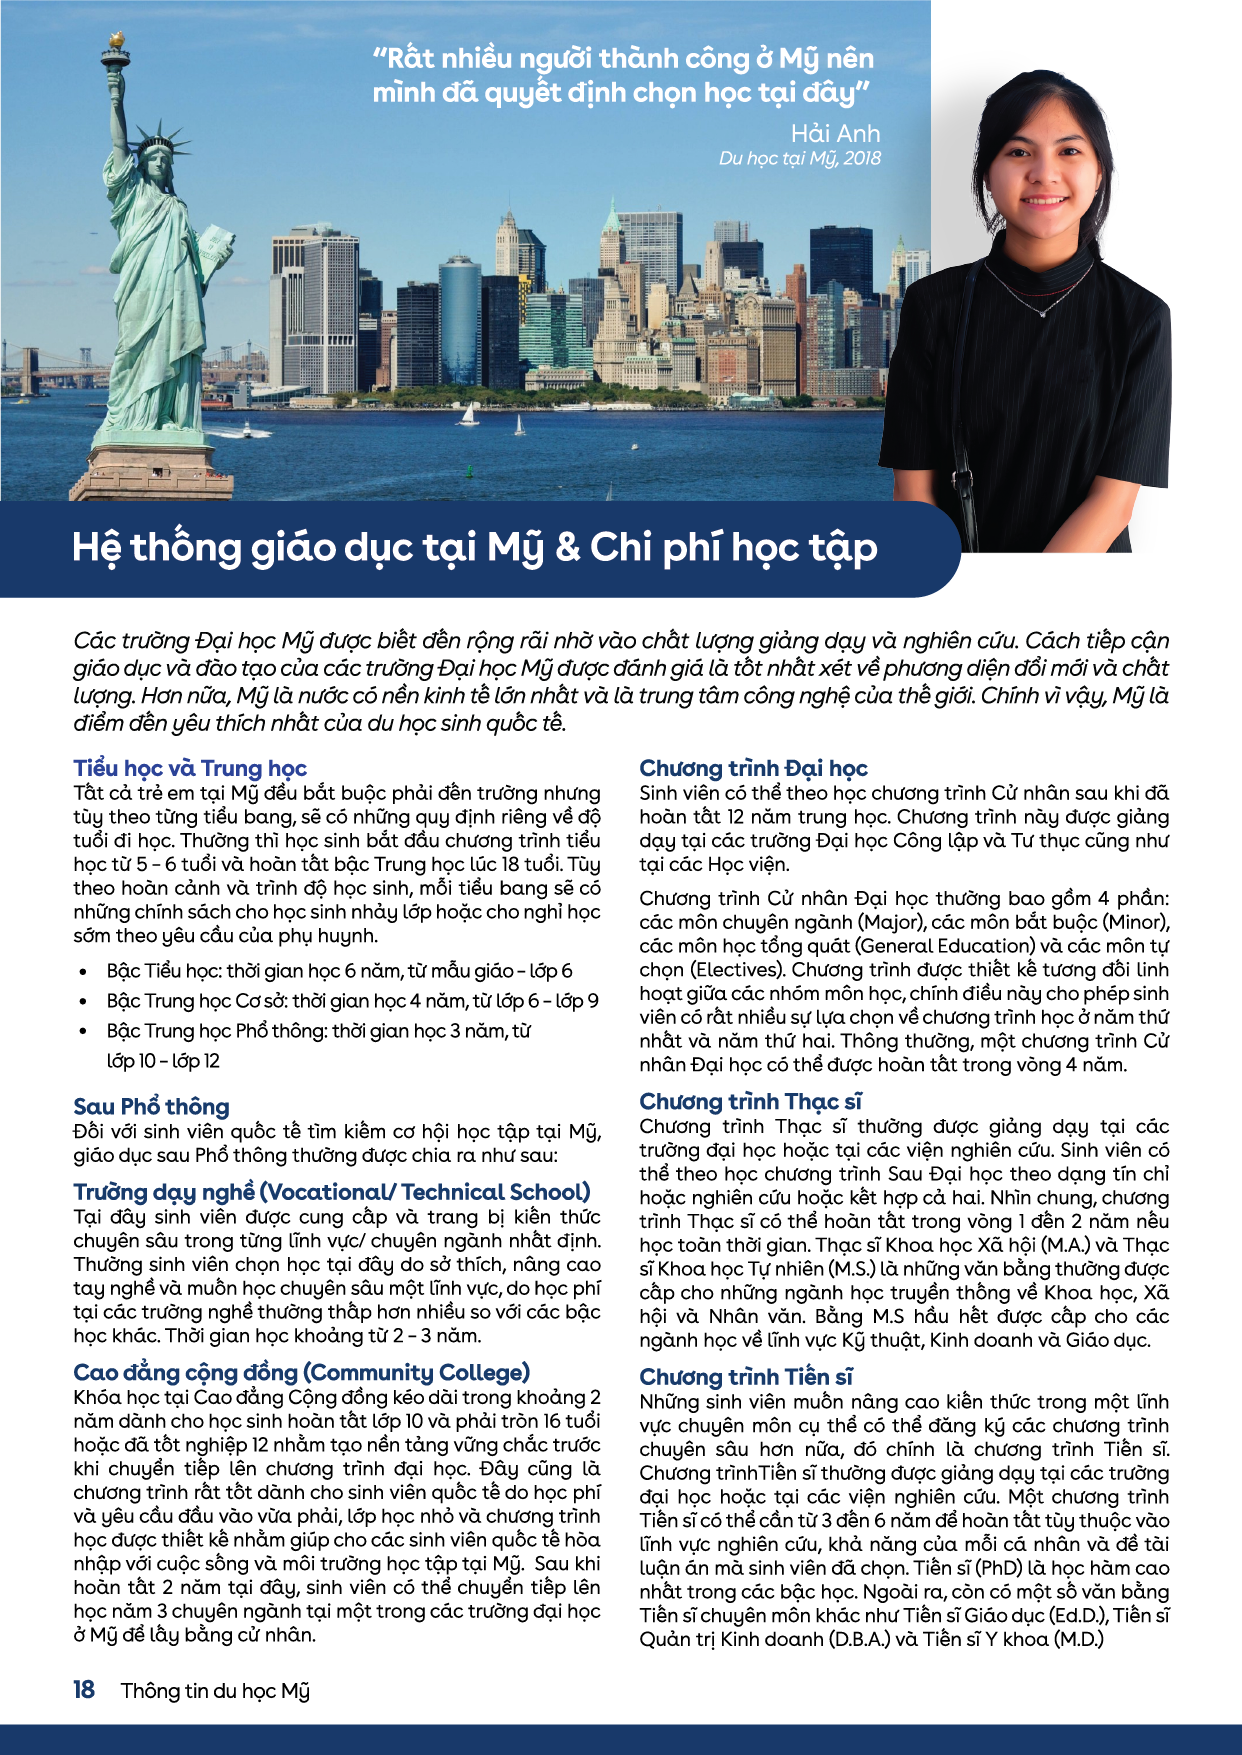 “Rất nhiều người thành công ở Mỹ nên
mình đã quyết định chọn học tại đây”
Hải Anh
Du học tại Mỹ, 2018
Hệ thống giáo dục tại Mỹ & Chi phí học tập
Các trường Đại học Mỹ được biết đến rộng rãi nhờ vào chất lượng giảng dạy và nghiên cứu. Cách tiếp cận
giáo dục và đào tạo của các trường Đại học Mỹ được đánh giá là tốt nhất xét về phương diện đổi mới và chất
lượng. Hơn nữa, Mỹ là nước có nền kinh tế lớn nhất và là trung tâm công nghệ của thế giới. Chính vì vậy, Mỹ là
điểm đến yêu thích nhất của du học sinh quốc tế.
Tiểu học và Trung học
Tất cả trẻ em tại Mỹ đều bắt buộc phải đến trường nhưng
tùy theo từng tiểu bang, sẽ có những quy định riêng về độ
tuổi đi học. Thường thì học sinh bắt đầu chương trình tiểu
học từ 5 – 6 tuổi và hoàn tất bậc Trung học lúc 18 tuổi. Tùy
theo hoàn cảnh và trình độ học sinh, mỗi tiểu bang sẽ có
những chính sách cho học sinh nhảy lớp hoặc cho nghỉ học
sớm theo yêu cầu của phụ huynh.
• Bậc Tiểu học: thời gian học 6 năm, từ mẫu giáo – lớp 6
• Bậc Trung học Cơ sở: thời gian học 4 năm, từ lớp 6 – lớp 9
• Bậc Trung học Phổ thông: thời gian học 3 năm, từ
lớp 10 – lớp 12
Sau Phổ thông
Đối với sinh viên quốc tế tìm kiếm cơ hội học tập tại Mỹ,
giáo dục sau Phổ thông thường được chia ra như sau:
Trường dạy nghề (Vocational/ Technical School)
Tại đây sinh viên được cung cấp và trang bị kiến thức
chuyên sâu trong từng lĩnh vực/ chuyên ngành nhất định.
Thường sinh viên chọn học tại đây do sở thích, nâng cao
tay nghề và muốn học chuyên sâu một lĩnh vực, do học phí
tại các trường nghề thường thấp hơn nhiều so với các bậc
học khác. Thời gian học khoảng từ 2 – 3 năm.
Cao đẳng cộng đồng (Community College)
Khóa học tại Cao đẳng Cộng đồng kéo dài trong khoảng 2
năm dành cho học sinh hoàn tất lớp 10 và phải tròn 16 tuổi
hoặc đã tốt nghiệp 12 nhằm tạo nền tảng vững chắc trước
khi chuyển tiếp lên chương trình đại học. Đây cũng là
chương trình rất tốt dành cho sinh viên quốc tế do học phí
và yêu cầu đầu vào vừa phải, lớp học nhỏ và chương trình
học được thiết kế nhằm giúp cho các sinh viên quốc tế hòa
nhập với cuộc sống và môi trường học tập tại Mỹ. Sau khi
hoàn tất 2 năm tại đây, sinh viên có thể chuyển tiếp lên
học năm 3 chuyên ngành tại một trong các trường đại học
ở Mỹ để lấy bằng cử nhân.
Chương trình Đại học
Sinh viên có thể theo học chương trình Cử nhân sau khi đã
hoàn tất 12 năm trung học. Chương trình này được giảng
dạy tại các trường Đại học Công lập và Tư thục cũng như
tại các Học viện.
Chương trình Cử nhân Đại học thường bao gồm 4 phần:
các môn chuyên ngành (Major), các môn bắt buộc (Minor),
các môn học tổng quát (General Education) và các môn tự
chọn (Electives). Chương trình được thiết kế tương đối linh
hoạt giữa các nhóm môn học, chính điều này cho phép sinh
viên có rất nhiều sự lựa chọn về chương trình học ở năm thứ
nhất và năm thứ hai. Thông thường, một chương trình Cử
nhân Đại học có thể được hoàn tất trong vòng 4 năm.
Chương trình Thạc sĩ
Chương trình Thạc sĩ thường được giảng dạy tại các
trường đại học hoặc tại các viện nghiên cứu. Sinh viên có
thể theo học chương trình Sau Đại học theo dạng tín chỉ
hoặc nghiên cứu hoặc kết hợp cả hai. Nhìn chung, chương
trình Thạc sĩ có thể hoàn tất trong vòng 1 đến 2 năm nếu
học toàn thời gian. Thạc sĩ Khoa học Xã hội (M.A.) và Thạc
sĩ Khoa học Tự nhiên (M.S.) là những văn bằng thường được
cấp cho những ngành học truyền thống về Khoa học, Xã
hội và Nhân văn. Bằng M.S hầu hết được cấp cho các
ngành học về lĩnh vực Kỹ thuật, Kinh doanh và Giáo dục.
Chương trình Tiến sĩ
Những sinh viên muốn nâng cao kiến thức trong một lĩnh
vực chuyên môn cụ thể có thể đăng ký các chương trình
chuyên sâu hơn nữa, đó chính là chương trình Tiến sĩ.
Chương trìnhTiến sĩ thường được giảng dạy tại các trường
đại học hoặc tại các viện nghiên cứu. Một chương trình
Tiến sĩ có thể cần từ 3 đến 6 năm để hoàn tất tùy thuộc vào
lĩnh vực nghiên cứu, khả năng của mỗi cá nhân và đề tài
luận án mà sinh viên đã chọn. Tiến sĩ (PhD) là học hàm cao
nhất trong các bậc học. Ngoài ra, còn có một số văn bằng
Tiến sĩ chuyên môn khác như Tiến sĩ Giáo dục (Ed.D.), Tiến sĩ
Quản trị Kinh doanh (D.B.A.) và Tiến sĩ Y khoa (M.D.)
18 Thông tin du học Mỹ